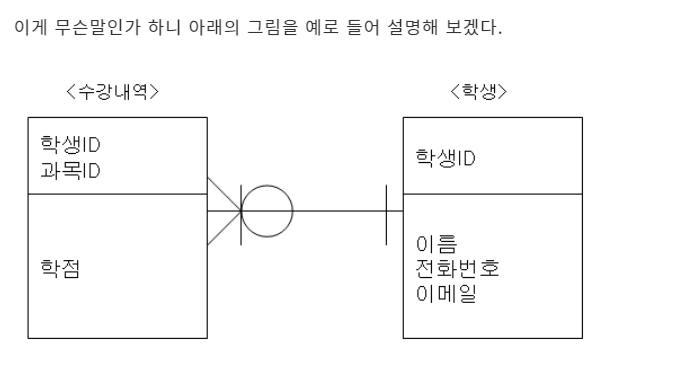 이게 무슨말인가 하니 아래의 그림을 예로 들어 설명해 보겠다.
<수강내역>
학생ID
과목ID
학점
<학생>
학생ID
이름
전화번호
이메일